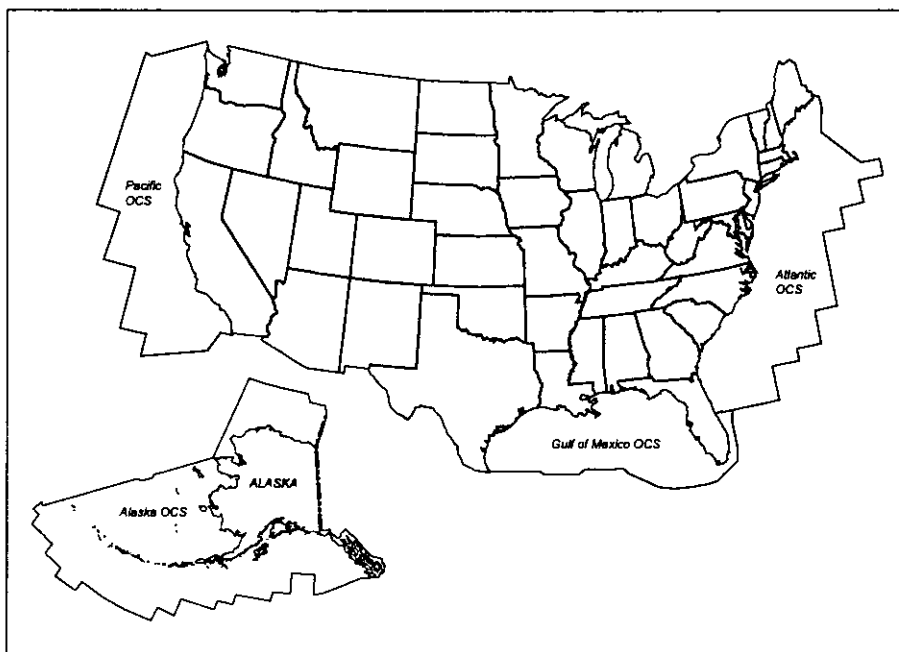 Pacific
OCS
Atlantic
OCS
Gulf of Mexico OCS
ALASKA
Alaska OCS